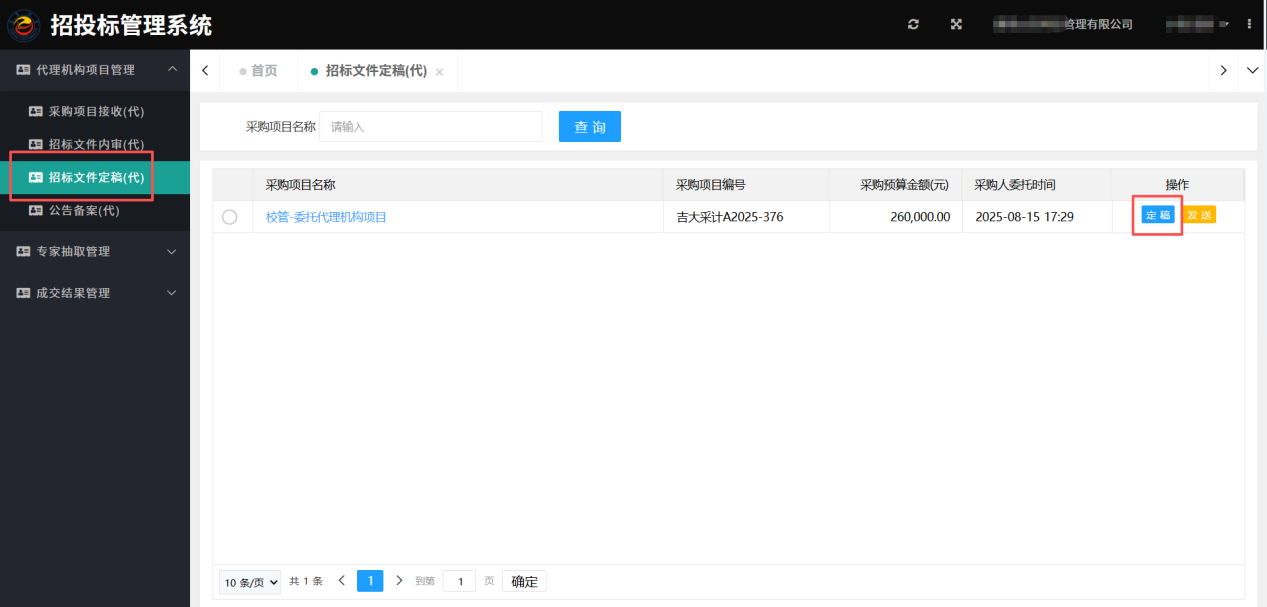 招投标管理系统
管理有限公司
代理机构项目管理
采购项目接收(代)
招标文件内审(代)
招标文件定稿(代)
公告备案(代)
专家抽取管理
成交结果管理
首页
招标文件定稿(代)
采购项目名称 请输入 查 询
采购项目名称 采购项目编号 采购预算金额(元) 采购人委托时间 操作
校管-委托代理机构项目 吉大采计A2025-376 260,000.00 2025-08-15 17:29 定 稿 发 送
10 条/页 共 1 条 1 到第 1 页 确定